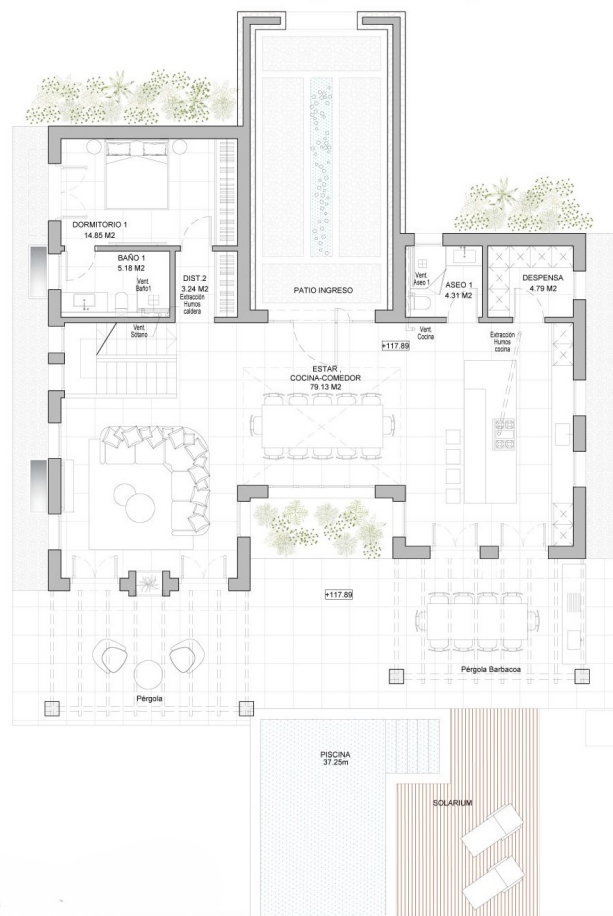 DORMITORIO 1
14.85 M2
BAÑO 1
5.18 M2
Vent.
Baño1
DIST.2
3.24 M2
Extracción
Humos
caldera
Vent.
Sótano
PATIO INGRESO
+117.89
Vent.
Aseo 1
ASEO 1
4.31 M2
DESPENSA
4.79 M2
Vent.
Cocina
Extracción
Humos
cocina
ESTAR ,
COCINA-COMEDOR
79.13 M2
+117.89
Pérgola
Pérgola Barbacoa
PISCINA
37.25m
SOLARIUM